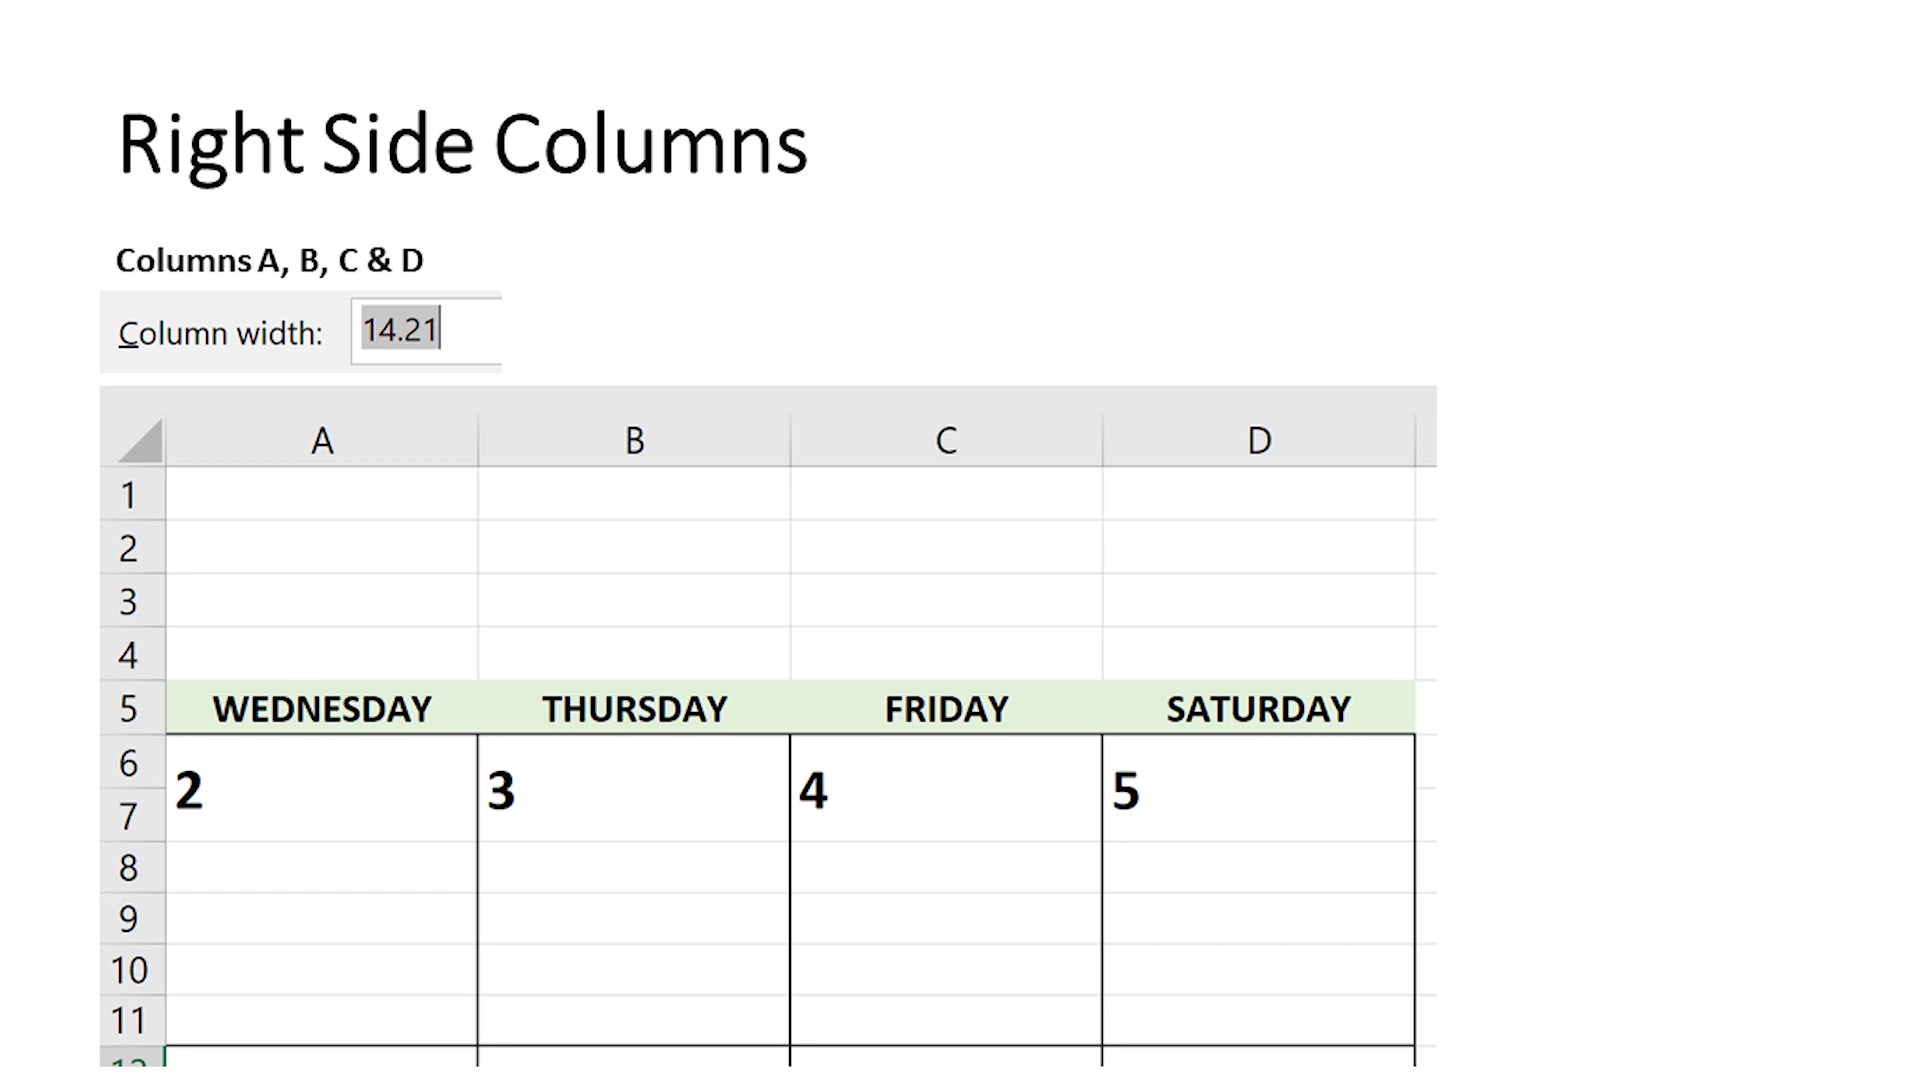 Right Side Columns
Columns A, B, C & D
Column width: 14.21
A B C D
1
2
3
4
5 WEDNESDAY THURSDAY FRIDAY SATURDAY
6
2 3 4 5
7
8
9
10
11